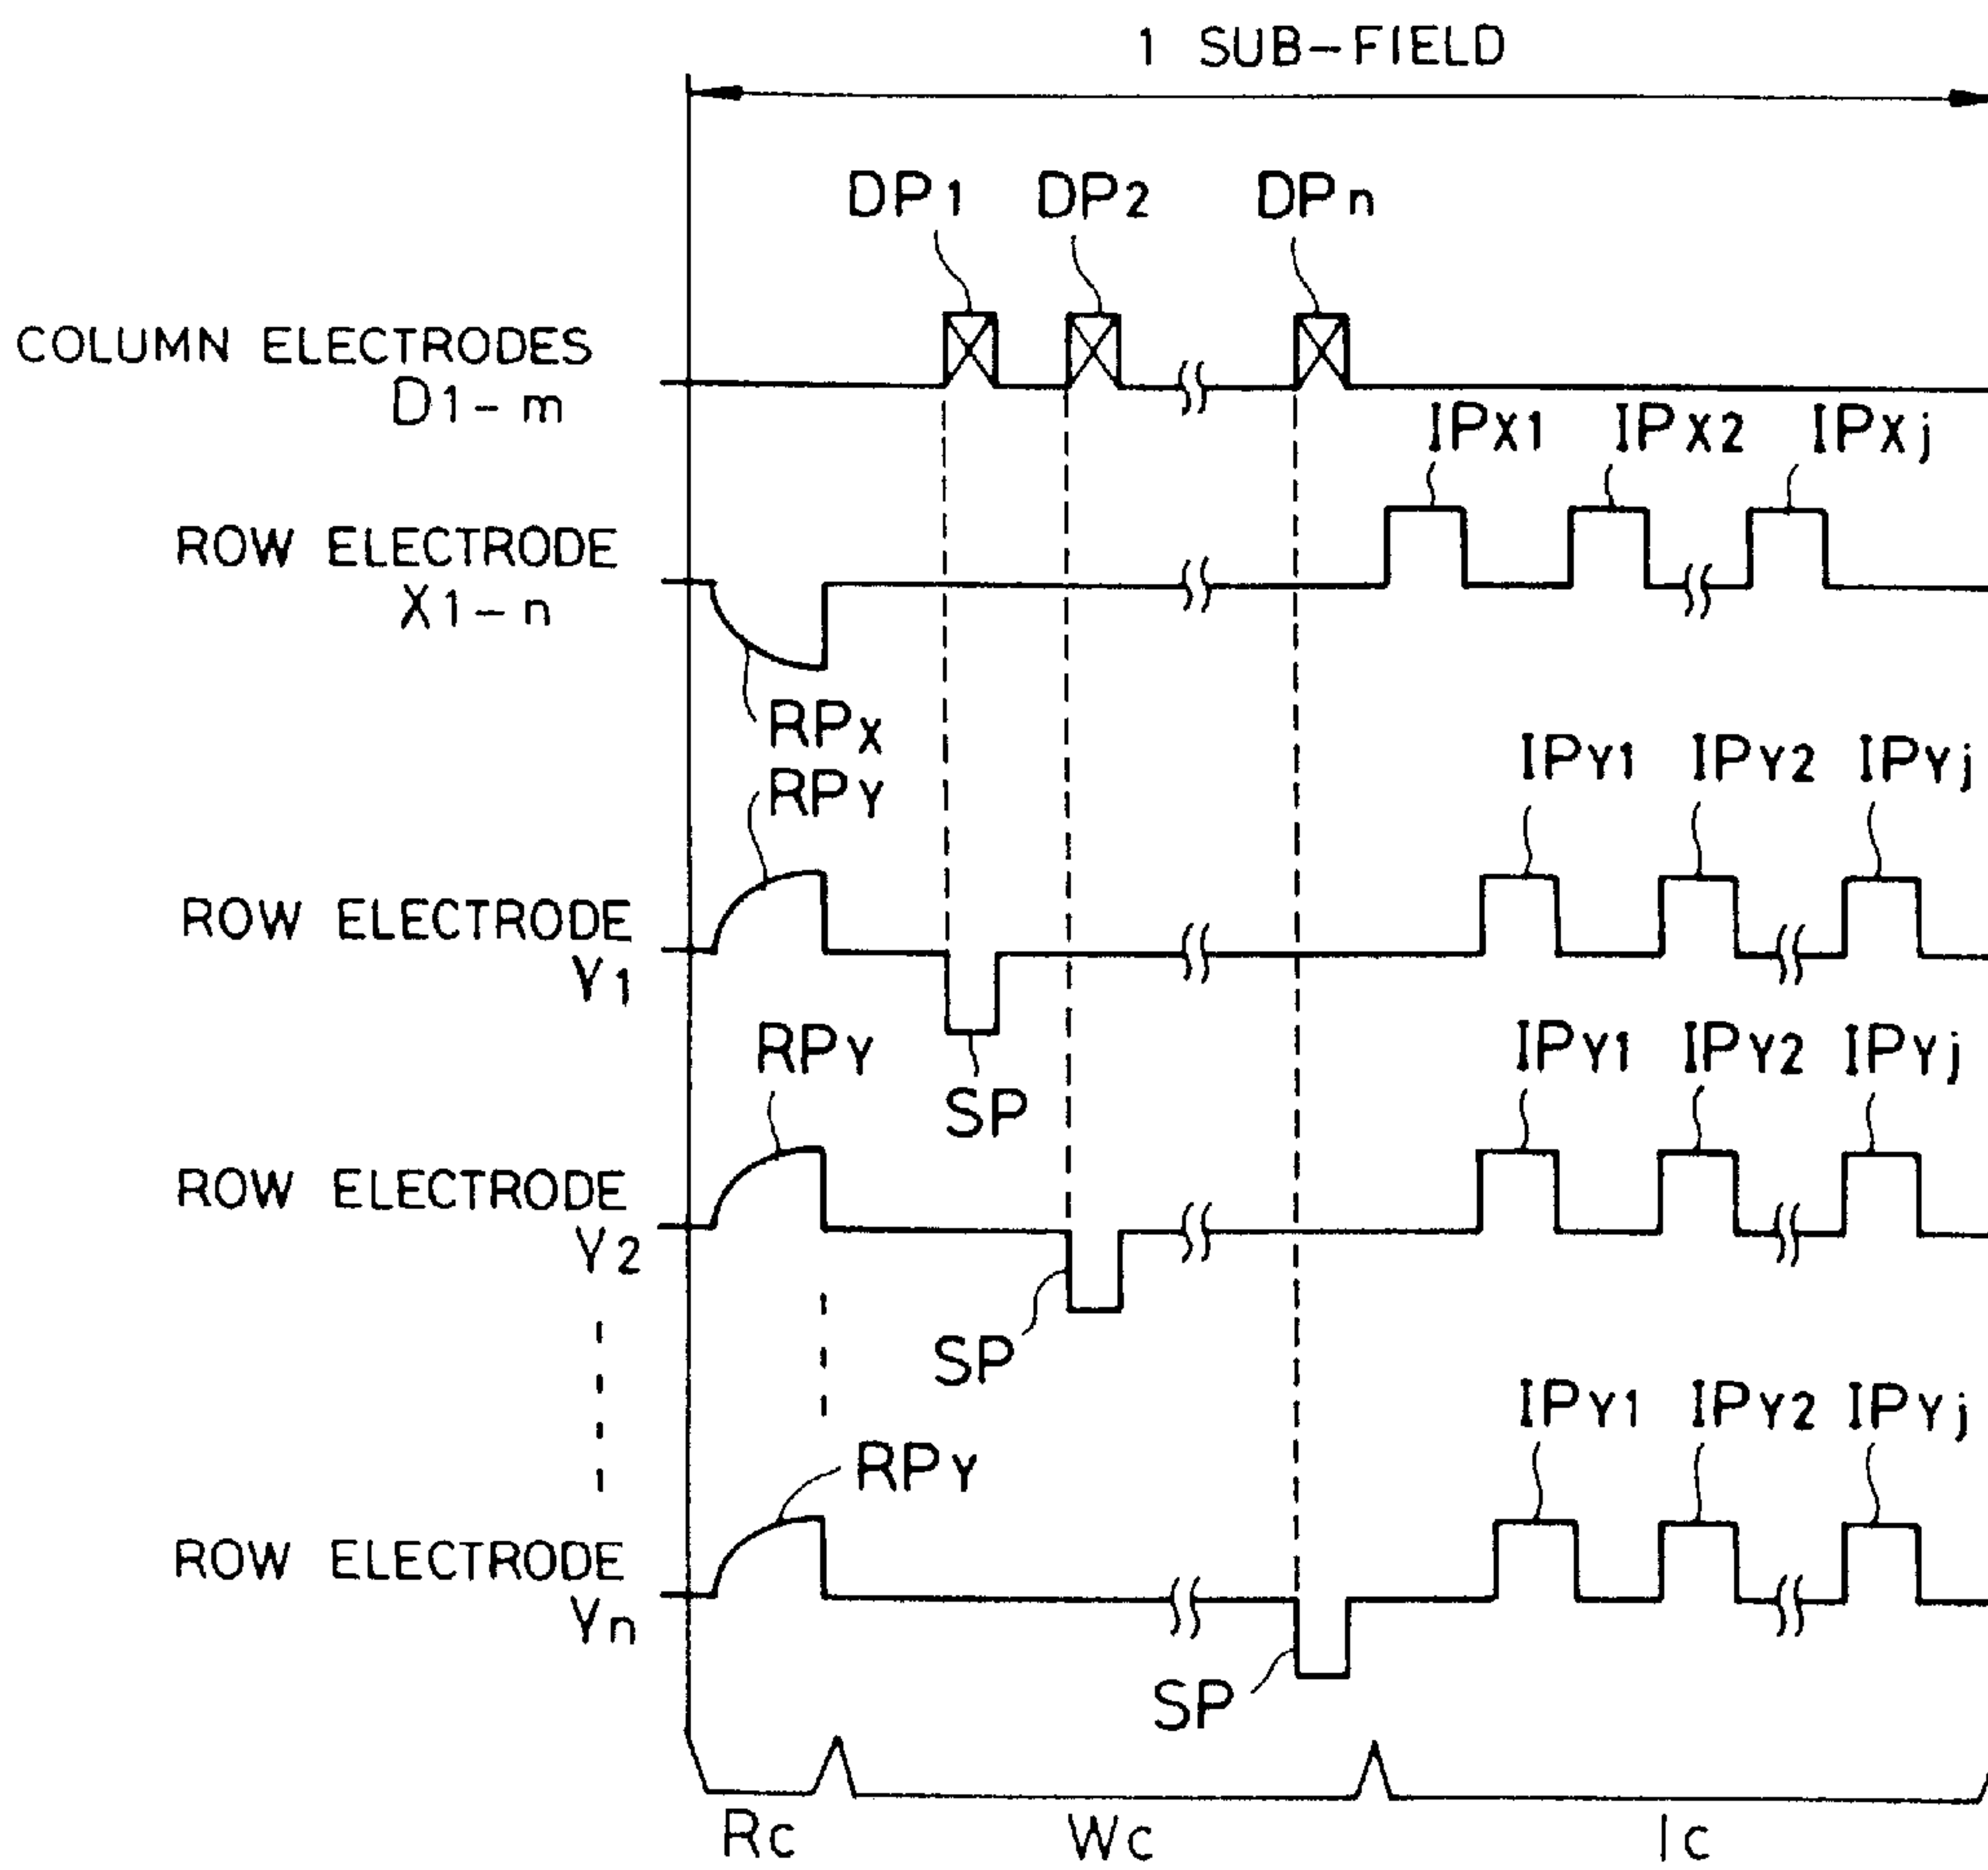 1 SUB-FIELD
DP1 DP2 DPn
COLUMN ELECTRODES
D1-m
IPX1 IPX2 IPXj
ROW ELECTRODE
X1-n
RPX
RPY
IPY1 IPY2 IPYj
ROW ELECTRODE
Y1
RPY
SP
IPY1 IPY2 IPYj
ROW ELECTRODE
Y2
SP
IPY1 IPY2 IPYj
RPY
ROW ELECTRODE
Yn
SP
Rc Wc Ic